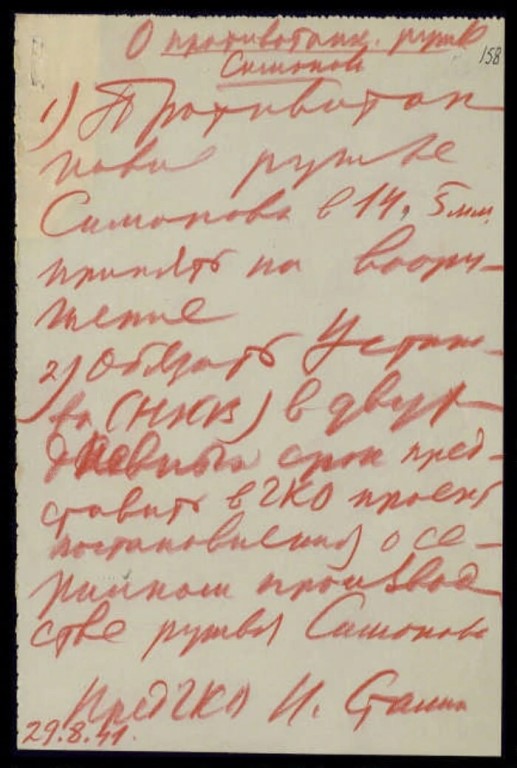 О противотанк. ружье
Симонова
158
1) Противотан-
ковое ружье
Симонова в 14,5 мм
принять на воору-
жение
2) Обязать Устино-
ва (НКВ) в двух-
дневный срок пред-
ставить в ГКО проект
постановления о се-
рийном производ-
стве ружья Симонова
Пред ГКО И. Сталин
29.8.41.